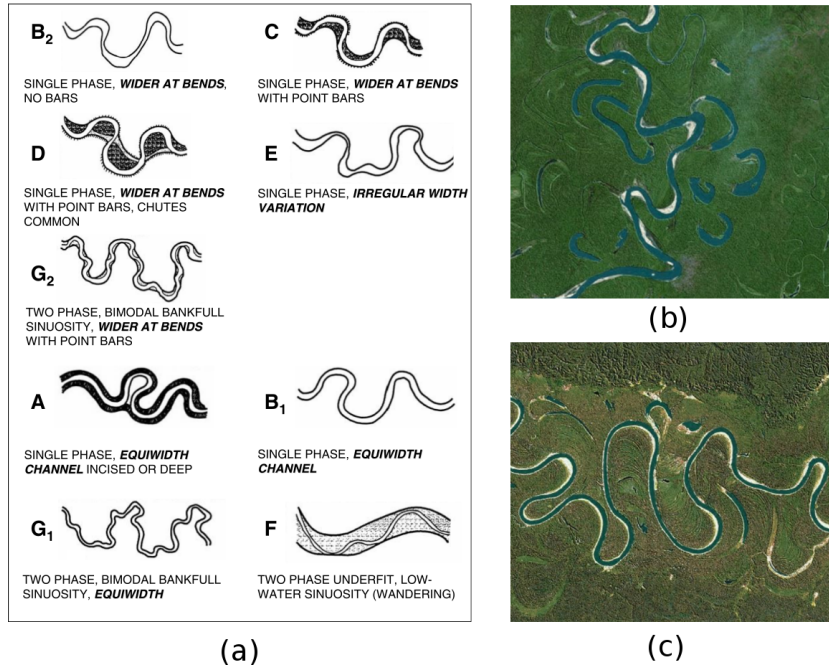 B2
SINGLE PHASE, WIDER AT BENDS,
NO BARS
C
SINGLE PHASE, WIDER AT BENDS
WITH POINT BARS
D
SINGLE PHASE, WIDER AT BENDS
WITH POINT BARS, CHUTES
COMMON
E
SINGLE PHASE, IRREGULAR WIDTH
VARIATION
G2
TWO PHASE, BIMODAL BANKFULL
SINUOSITY, WIDER AT BENDS
WITH POINT BARS
A
SINGLE PHASE, EQUIWIDTH
CHANNEL INCISED OR DEEP
B1
SINGLE PHASE, EQUIWIDTH
CHANNEL
G1
TWO PHASE, BIMODAL BANKFULL
SINUOSITY, EQUIWIDTH
F
TWO PHASE UNDERFIT, LOW-
WATER SINUOSITY (WANDERING)
(a)
(b)
(c)